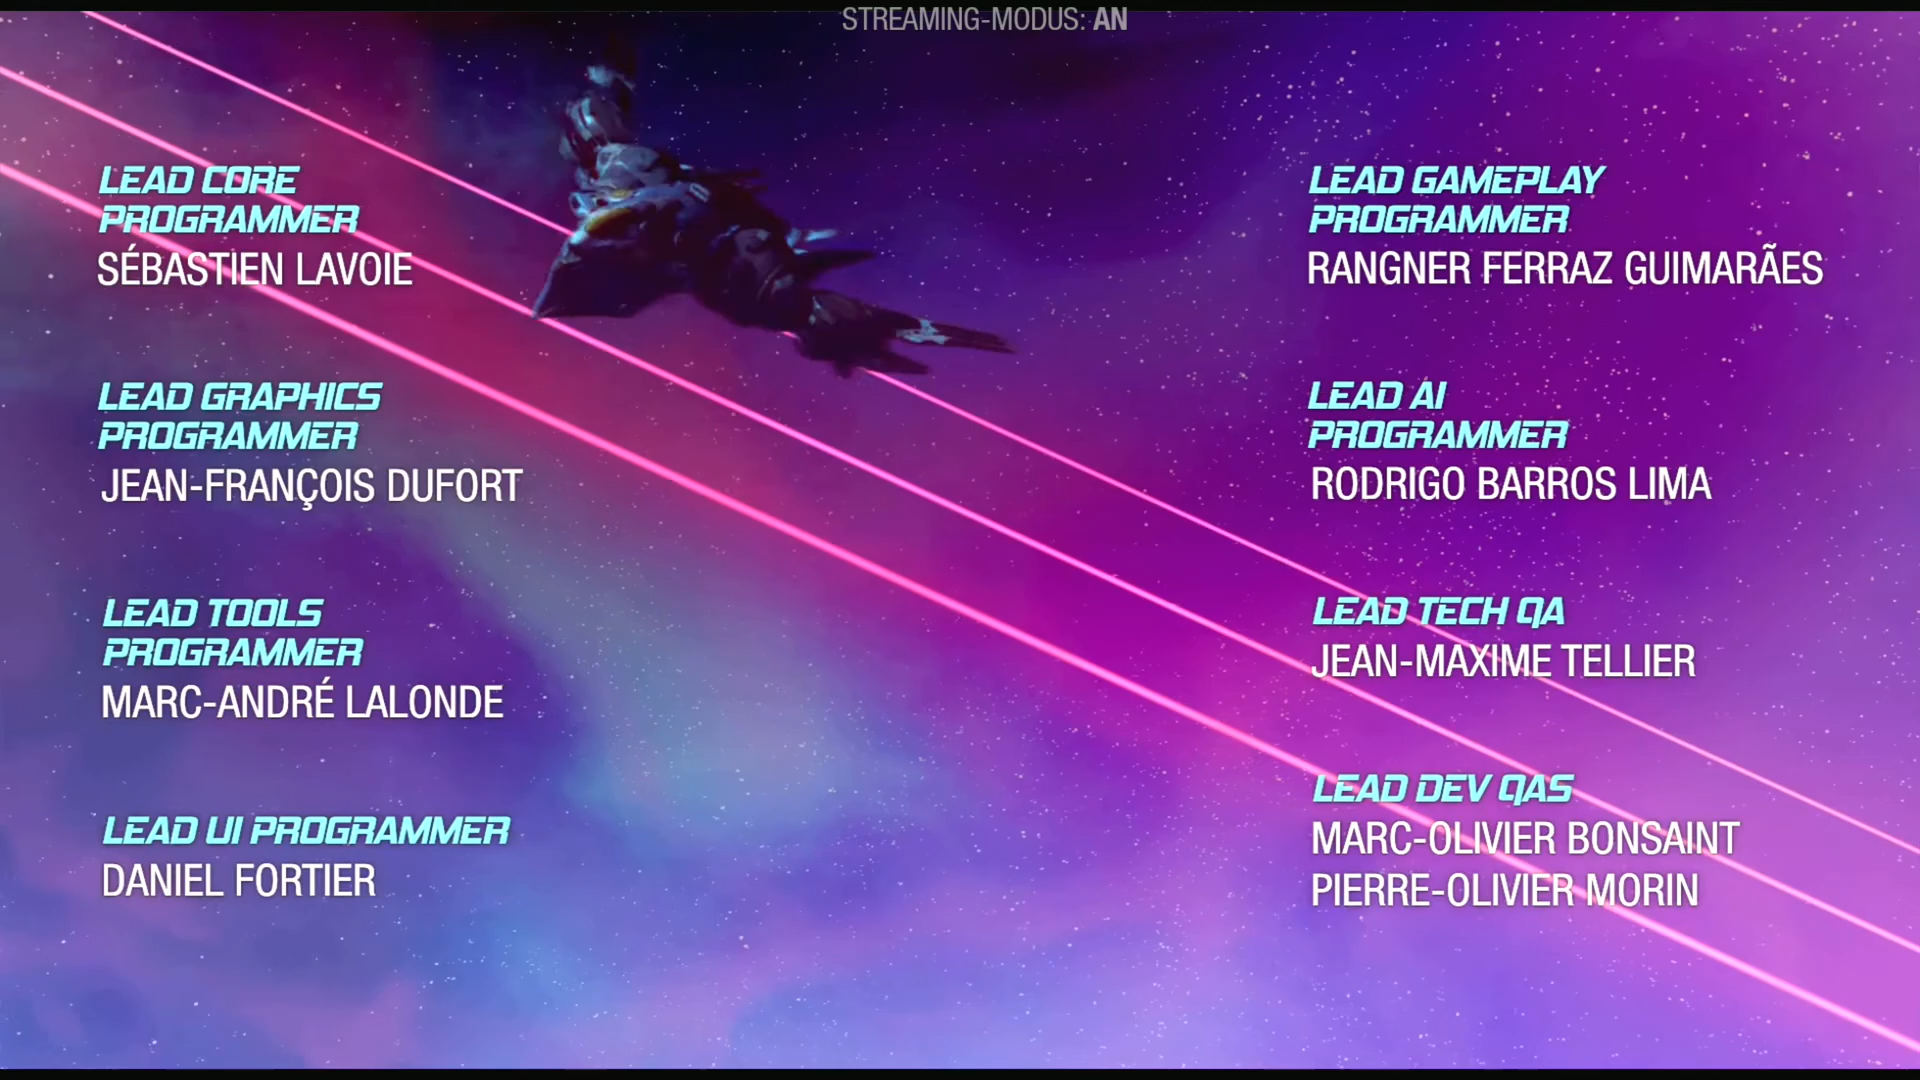 STREAMING-MODUS: AN
LEAD CORE
PROGRAMMER
SÉBASTIEN LAVOIE
LEAD GRAPHICS
PROGRAMMER
JEAN-FRANÇOIS DUFORT
LEAD TOOLS
PROGRAMMER
MARC-ANDRÉ LALONDE
LEAD UI PROGRAMMER
DANIEL FORTIER
LEAD GAMEPLAY
PROGRAMMER
RANGNER FERRAZ GUIMARÃES
LEAD AI
PROGRAMMER
RODRIGO BARROS LIMA
LEAD TECH QA
JEAN-MAXIME TELLIER
LEAD DEV QAS
MARC-OLIVIER BONSAINT
PIERRE-OLIVIER MORIN